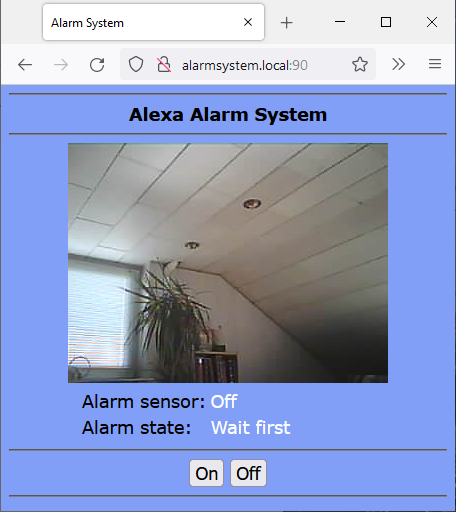 Alarm System
alarmsystem.local:90
Alexa Alarm System
Alarm sensor: Off
Alarm state: Wait first
On Off